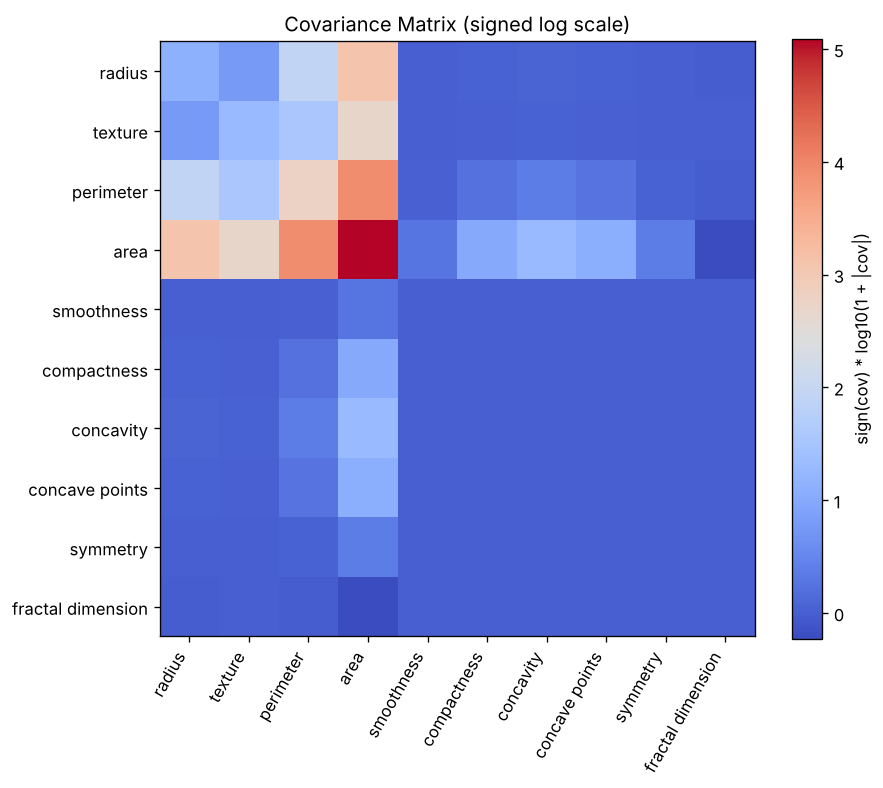 Covariance Matrix (signed log scale)
radius
texture
perimeter
area
smoothness
compactness
concavity
concave points
symmetry
fractal dimension
radius
texture
perimeter
area
smoothness
compactness
concavity
concave points
symmetry
fractal dimension
5
4
3
2
1
0
sign(cov) * log10(1 + |cov|)